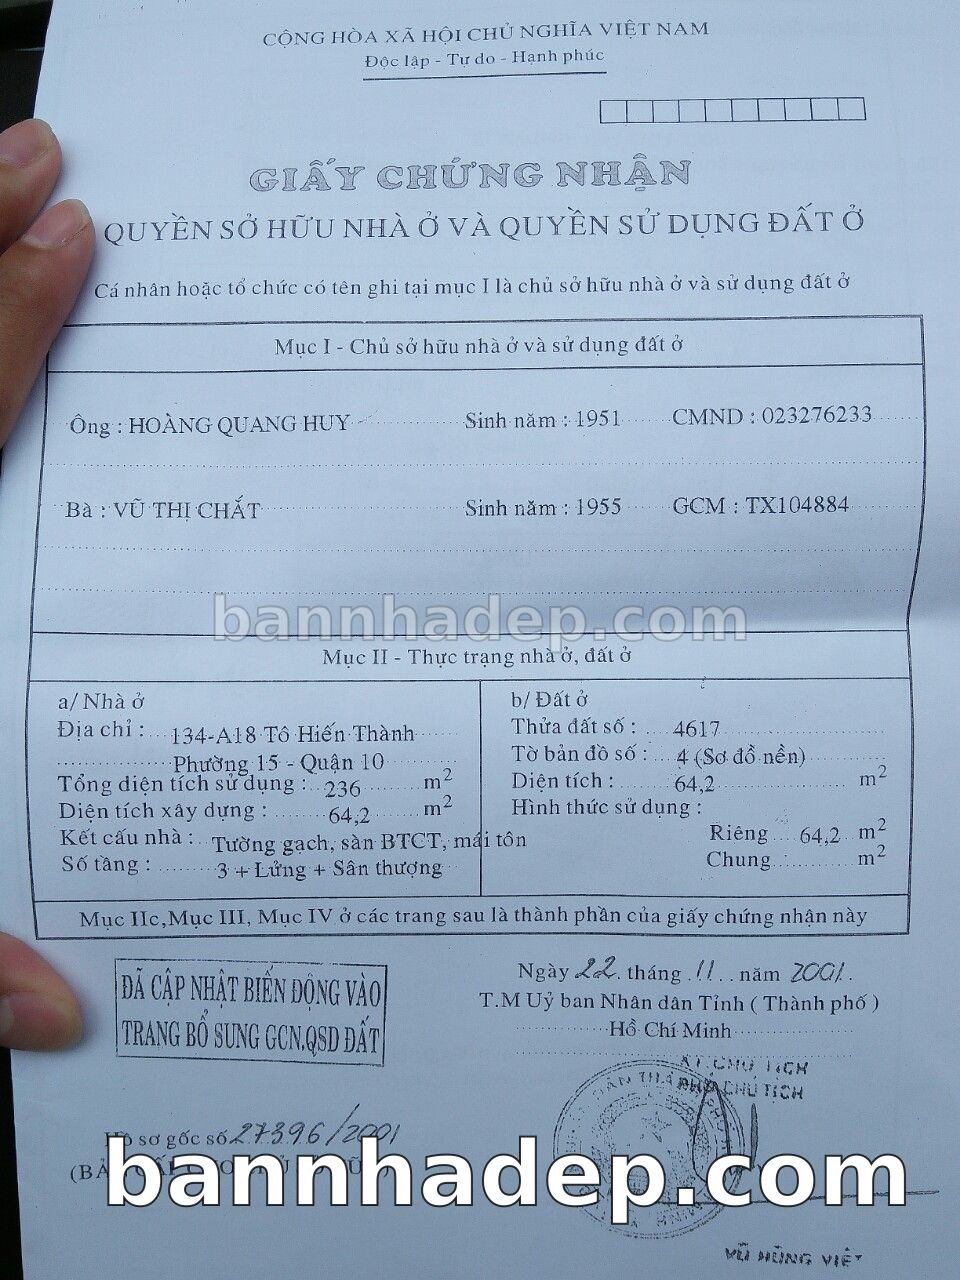 CỘNG HÒA XÃ HỘI CHỦ NGHĨA VIỆT NAM
Độc lập - Tự do - Hạnh phúc
GIẤY CHỨNG NHẬN
QUYỀN SỞ HỮU NHÀ Ở VÀ QUYỀN SỬ DỤNG ĐẤT Ở
Cá nhân hoặc tổ chức có tên ghi tại mục I là chủ sở hữu nhà ở và sử dụng đất ở
Mục I - Chủ sở hữu nhà ở và sử dụng đất ở
Ông : HOÀNG QUANG HUY Sinh năm : 1951 CMND : 023276233
Bà : VŨ THỊ CHẮT Sinh năm : 1955 GCM : TX104884
bannhadep.com
Mục II - Thực trạng nhà ở, đất ở
a/ Nhà ở
Địa chỉ : 134-A18 Tô Hiến Thành
Phường 15 - Quận 10
Tổng diện tích sử dụng : 236 m2
Diện tích xây dựng : 64,2 m2
Kết cấu nhà : Tường gạch, sàn BTCT, mái tôn
Số tầng : 3 + Lửng + Sân thượng
b/ Đất ở
Thửa đất số : 4617
Tờ bản đồ số : 4 (Sơ đồ nền)
Diện tích : 64,2 m2
Hình thức sử dụng :
Riêng 64,2 m2
Chung : m2
Mục IIc,Mục III, Mục IV ở các trang sau là thành phần của giấy chứng nhận này
ĐÃ CẬP NHẬT BIẾN ĐỘNG VÀO
TRANG BỔ SUNG GCN.QSD ĐẤT
Ngày 22 tháng 11 năm 2001
T.M Uỷ ban Nhân dân Tỉnh ( Thành phố )
Hồ Chí Minh
KT.CHỦ TỊCH
PHÓ CHỦ TỊCH
Hồ sơ gốc số 27396/2001
bannhadep.com
VŨ HÙNG VIỆT